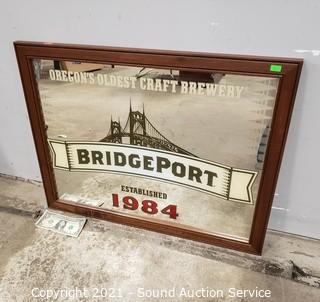 OREGON'S OLDEST CRAFT BREWERY
BRIDGEPORT
ESTABLISHED
1984
Copyright 2021 - Sound Auction Service